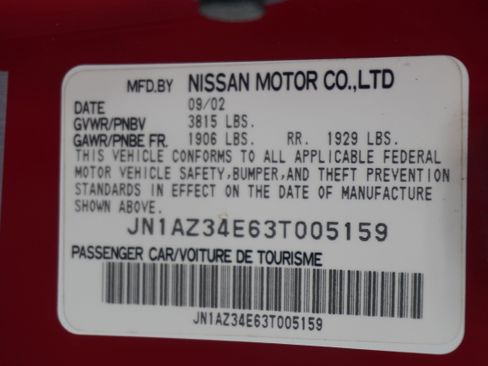 MFD.BY NISSAN MOTOR CO.,LTD
DATE 09/02
GVWR/PNBV 3815 LBS.
GAWR/PNBE FR. 1906 LBS. RR. 1929 LBS.
THIS VEHICLE CONFORMS TO ALL APPLICABLE FEDERAL
MOTOR VEHICLE SAFETY,BUMPER,AND THEFT PREVENTION
STANDARDS IN EFFECT ON THE DATE OF MANUFACTURE
SHOWN ABOVE.
JN1AZ34E63T005159
PASSENGER CAR/VOITURE DE TOURISME
JN1AZ34E63T005159